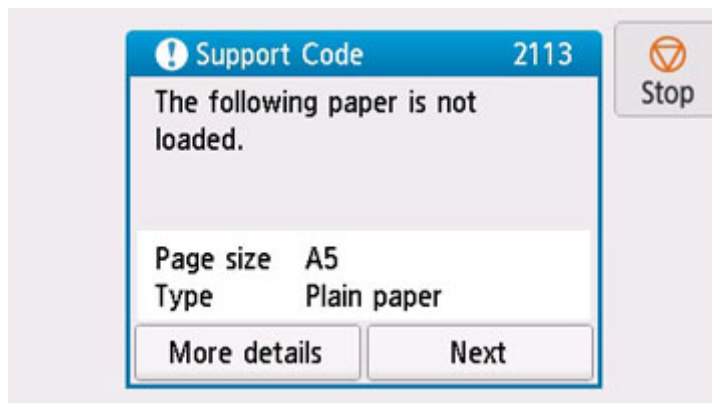 Support Code 2113
Stop
The following paper is not
loaded.
Page size A5
Type Plain paper
More details Next